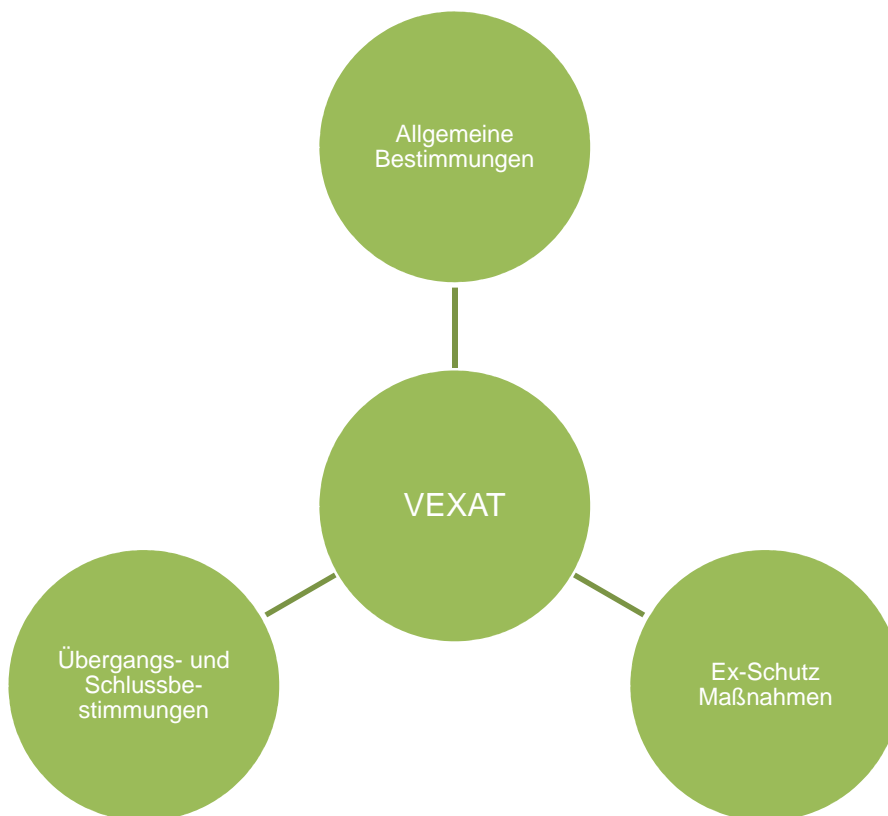 Allgemeine
Bestimmungen
VEXAT
Übergangs- und
Schlussbe-
stimmungen
Ex-Schutz
Maßnahmen